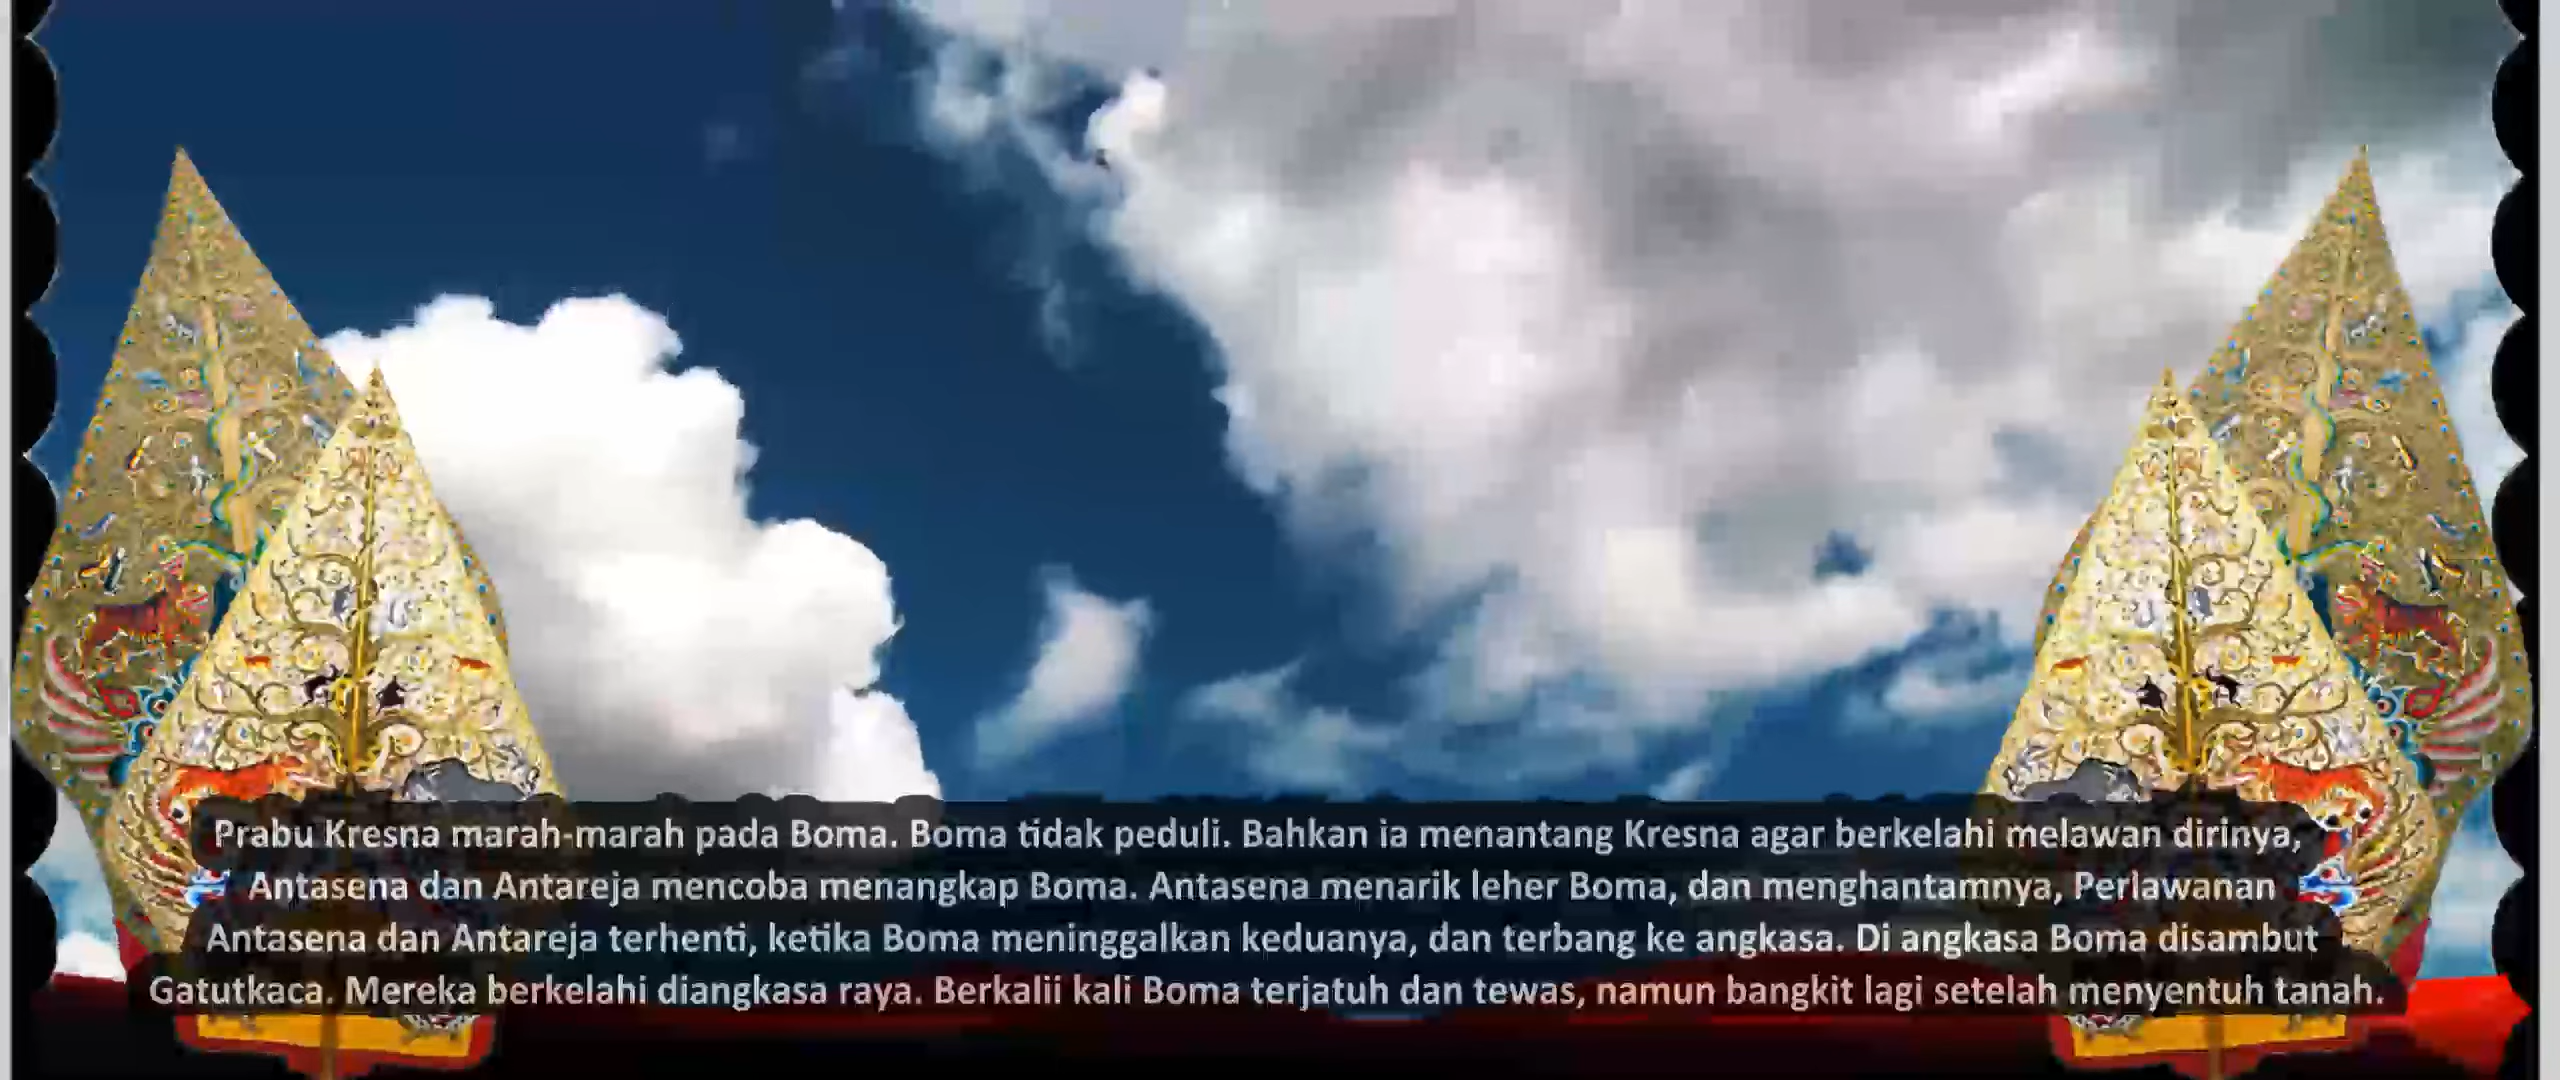 Prabu Kresna marah-marah pada Boma. Boma tidak peduli. Bahkan ia menantang Kresna agar berkelahi melawan dirinya,
Antasena dan Antareja mencoba menangkap Boma. Antasena menarik leher Boma, dan menghantamnya, Perlawanan
Antasena dan Antareja terhenti, ketika Boma meninggalkan keduanya, dan terbang ke angkasa. Di angkasa Boma disambut
Gatutkaca. Mereka berkelahi diangkasa raya. Berkalii kali Boma terjatuh dan tewas, namun bangkit lagi setelah menyentuh tanah.